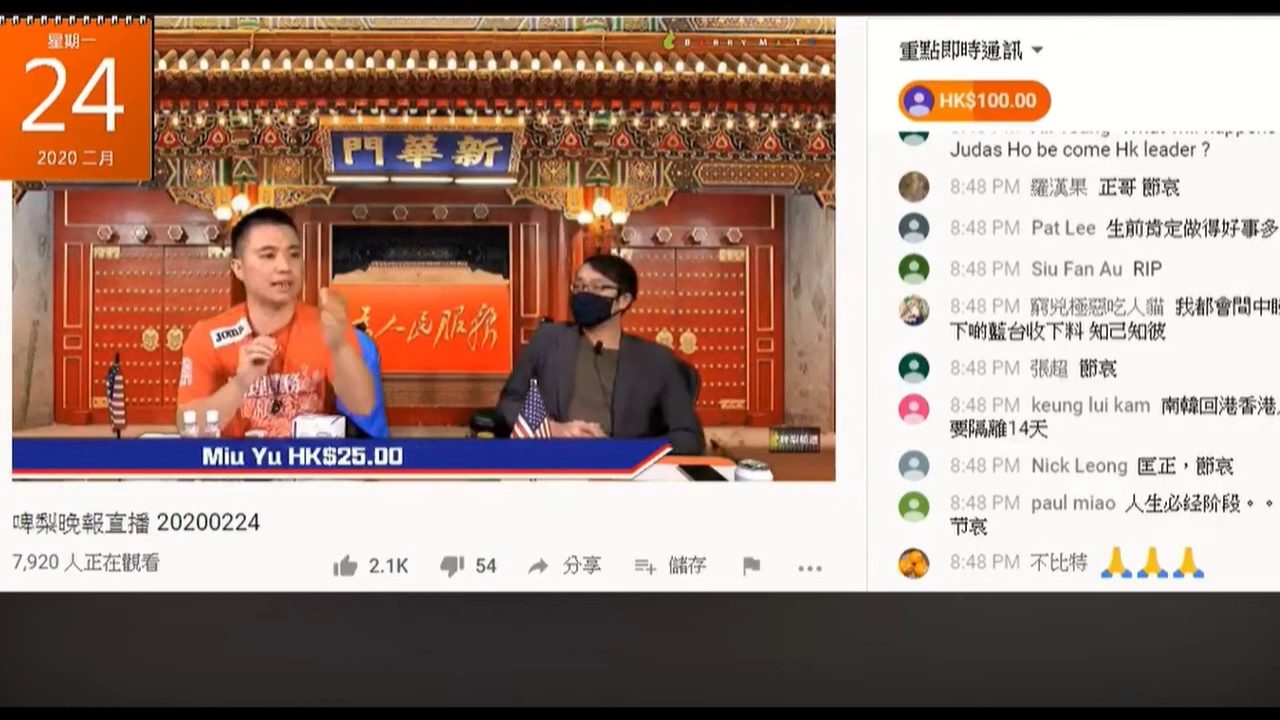 星期一
24
2020 二月
BARRY MA TV
新華門
為人民服務
Miu Yu HK$25.00
啤梨晚報直播 20200224
7,920 人正在觀看
2.1K
54
分享
儲存
重點即時通訊
HK$100.00
Judas Ho be come Hk leader ?
8:48 PM 羅漢果 正哥 節哀
8:48 PM Pat Lee 生前肯定做得好事多
8:48 PM Siu Fan Au RIP
8:48 PM 窮兇極惡吃人貓 我都會間中
下啲藍台收下料 知己知彼
8:48 PM 張超 節哀
8:48 PM keung lui kam 南韓回港香港
要隔離14天
8:48 PM Nick Leong 匡正，節哀
8:48 PM paul miao 人生必经阶段。。
节哀
8:48 PM 不比特 🙏🙏🙏